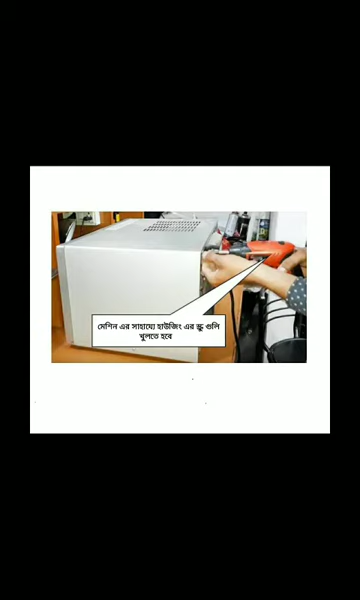 মেশিন এর সাহায্যে হাউজিং এর স্ক্রু গুলি
খুলতে হবে